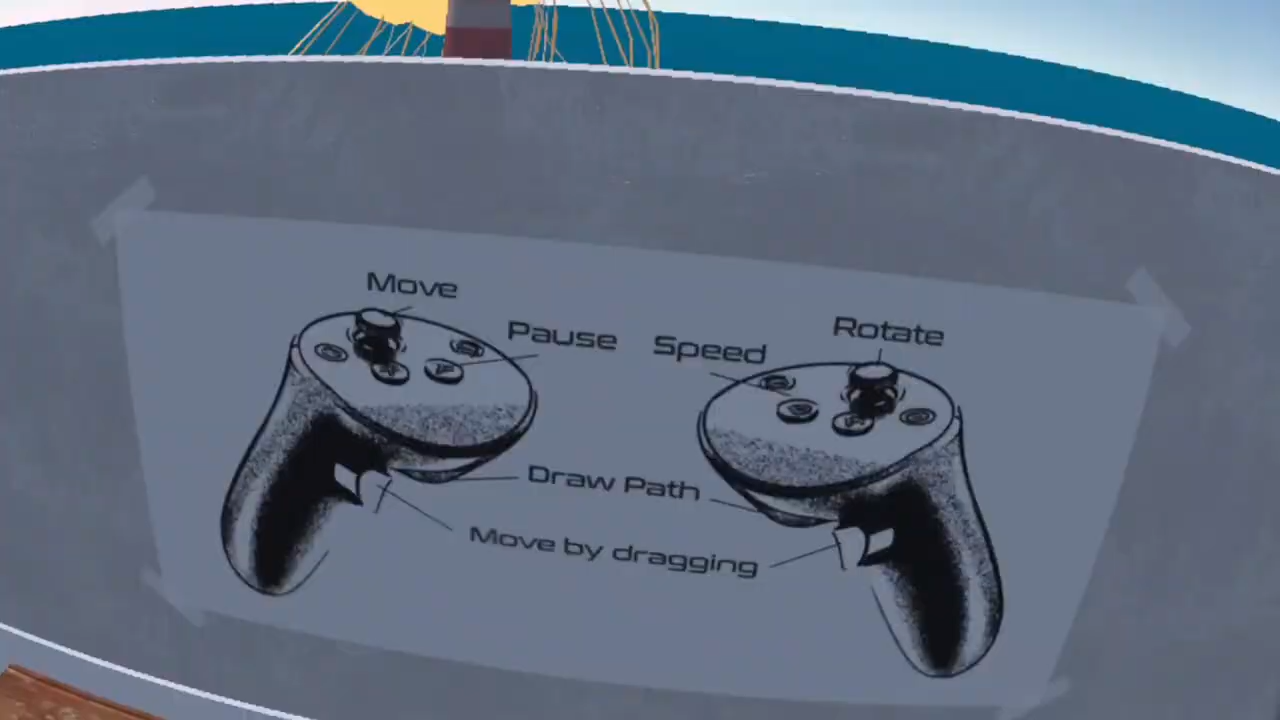 Move
Pause
Speed
Rotate
Draw Path
Move by dragging